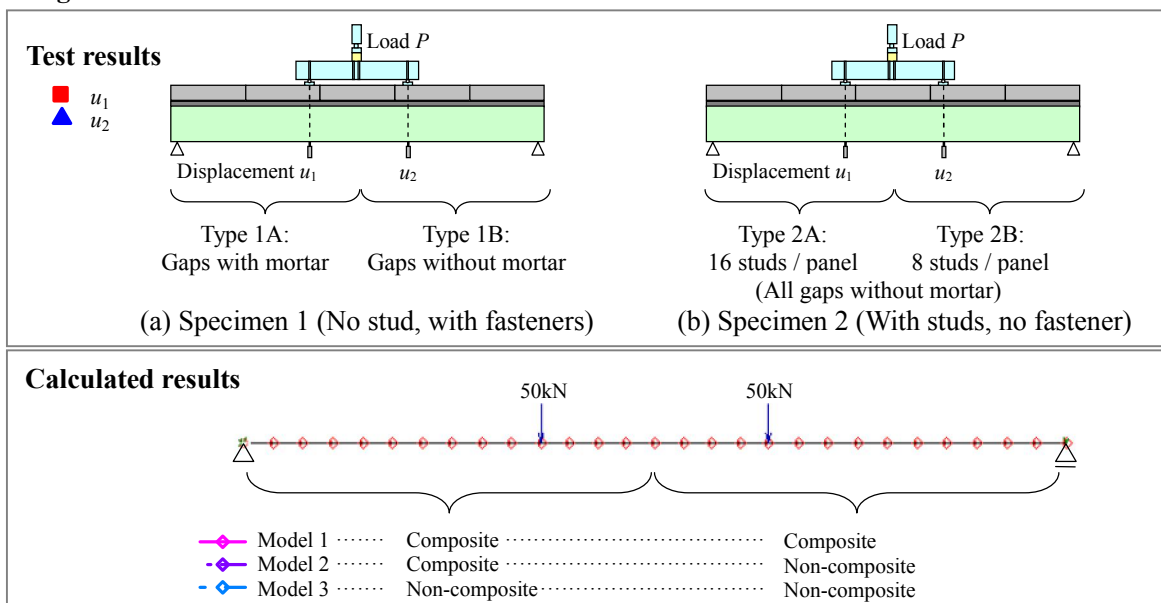 Test results
u1
u2
Load P
Displacement u1
u2
Type 1A:
Gaps with mortar
Type 1B:
Gaps without mortar
(a) Specimen 1 (No stud, with fasteners)
Load P
Displacement u1
u2
Type 2A:
16 studs / panel
Type 2B:
8 studs / panel
(All gaps without mortar)
(b) Specimen 2 (With studs, no fastener)
Calculated results
50kN
50kN
Model 1 ······· Composite ······· Composite
Model 2 ······· Composite ······· Non-composite
Model 3 ······· Non-composite ······· Non-composite